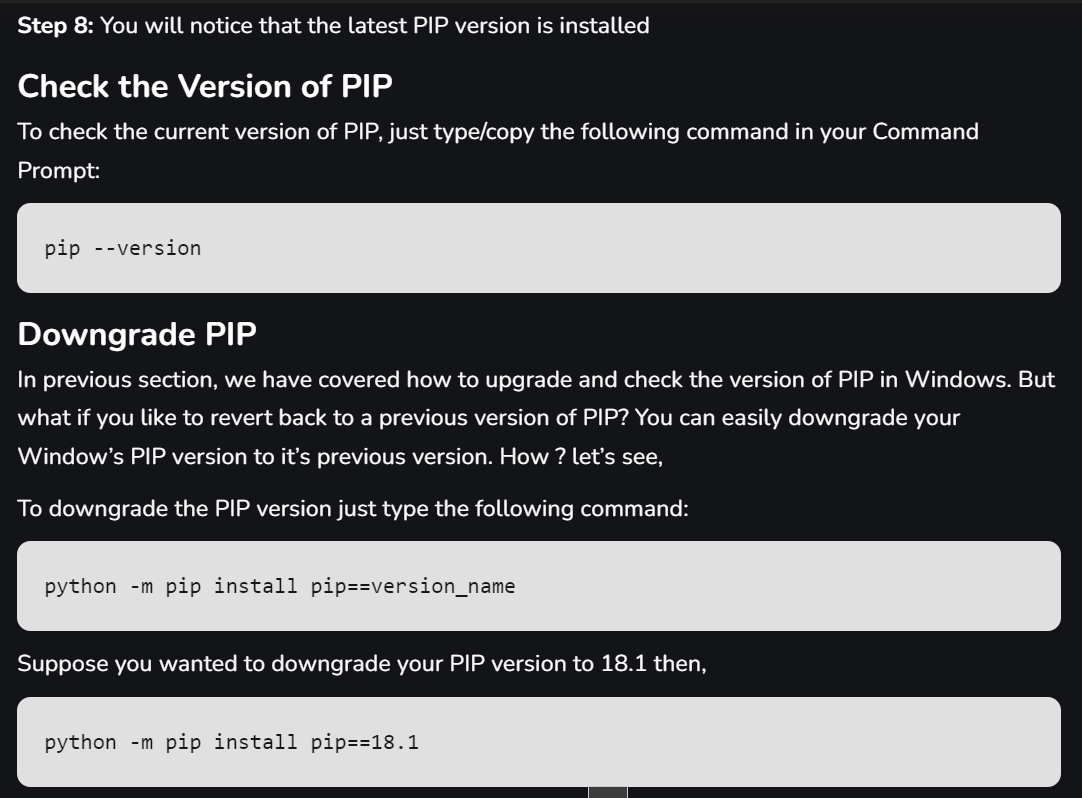 Step 8: You will notice that the latest PIP version is installed
Check the Version of PIP
To check the current version of PIP, just type/copy the following command in your Command
Prompt:
pip --version
Downgrade PIP
In previous section, we have covered how to upgrade and check the version of PIP in Windows. But
what if you like to revert back to a previous version of PIP? You can easily downgrade your
Window’s PIP version to it’s previous version. How ? let’s see,
To downgrade the PIP version just type the following command:
python -m pip install pip==version_name
Suppose you wanted to downgrade your PIP version to 18.1 then,
python -m pip install pip==18.1